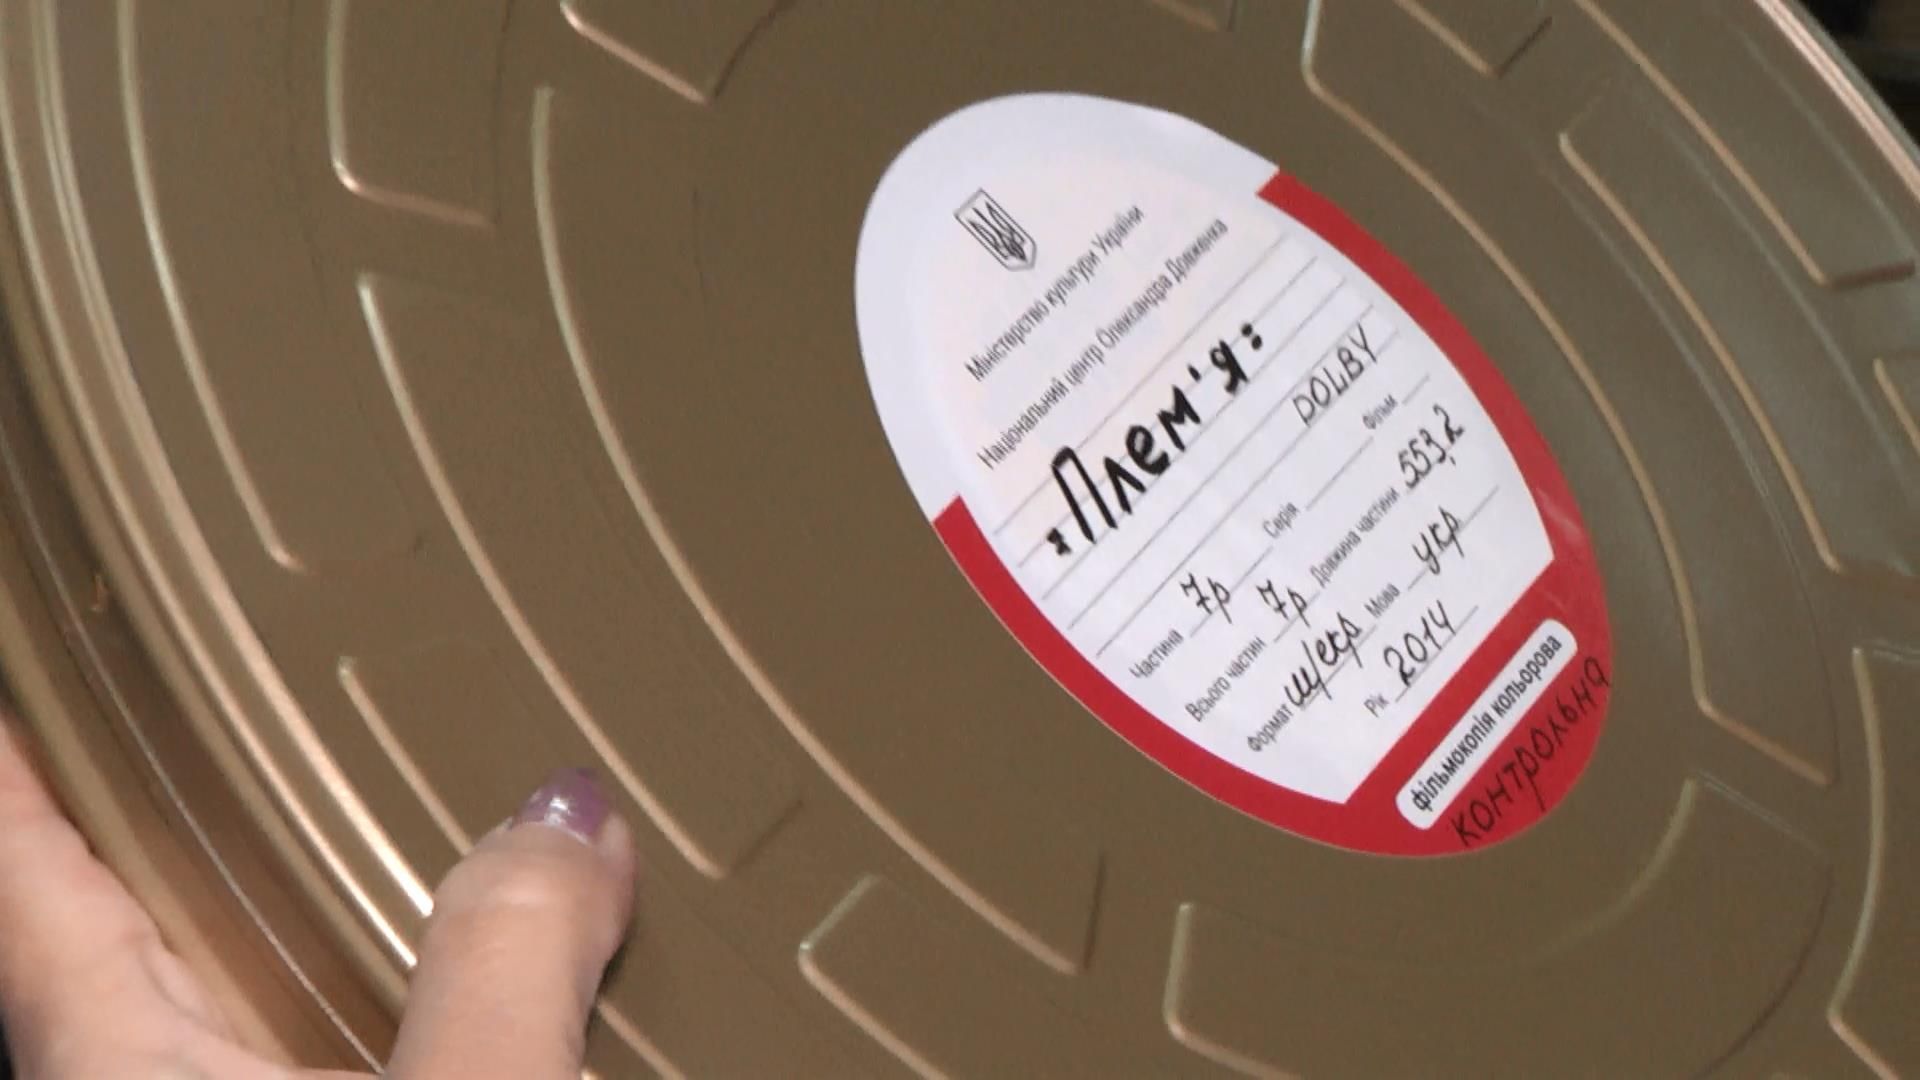 Міністерство культури України
Національний центр Олександра Довженка
"Плем'я"
DOLBY
Фільм
Частина 7р Серія
Всього частин 7р Довжина частини 553,2
Формат ш/екр Мова укр
Рік 2014
фільмокопія кольорова
контрольна